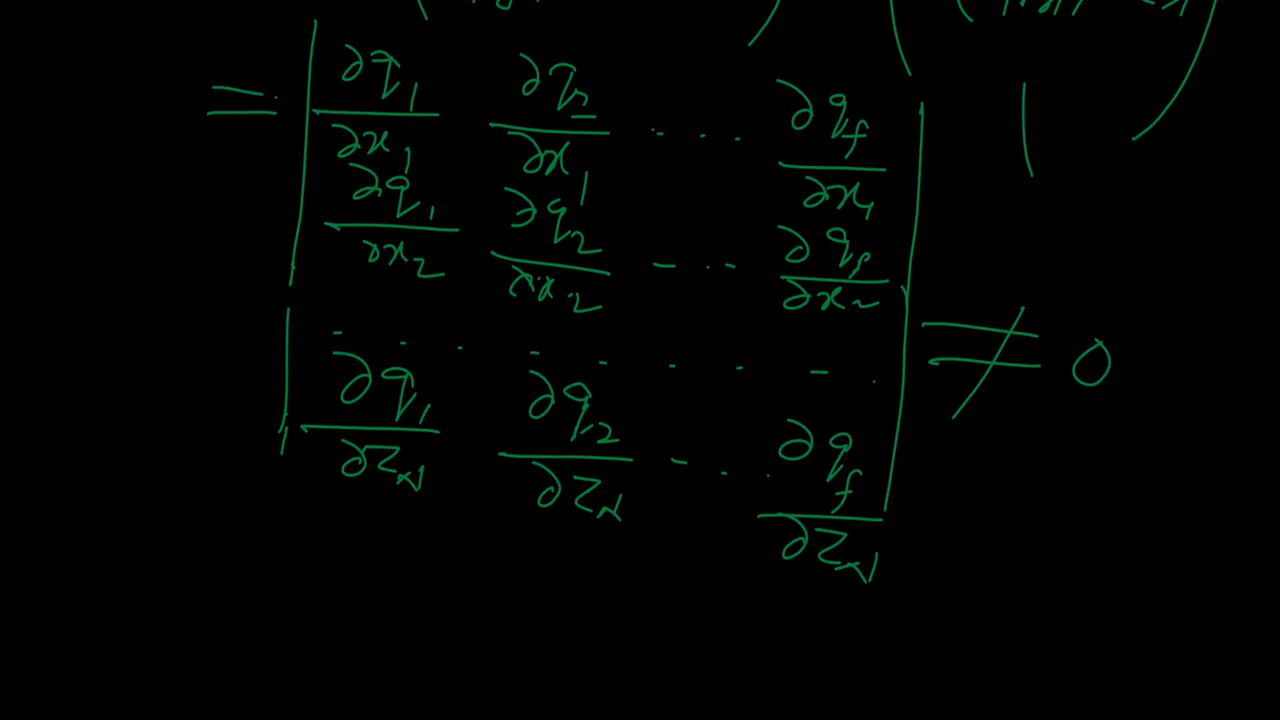 = | ∂q₁/∂x₁ ∂q₂/∂x₁ ... ∂q_f/∂x₁ |
| ∂q₁/∂x₂ ∂q₂/∂x₂ ... ∂q_f/∂x₂ | ≠ 0
. . . . . . . . .
| ∂q₁/∂z_N ∂q₂/∂z_N ... ∂q_f/∂z_N |